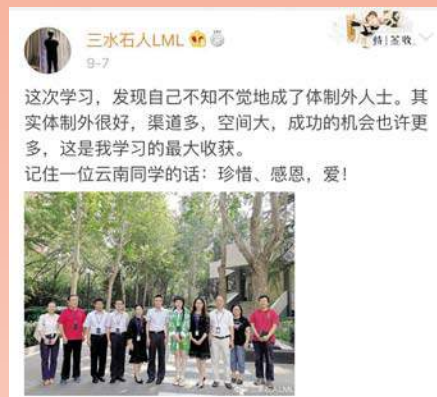 三水石人LML
9-7
这次学习，发现自己不知不觉地成了体制外人士。其
实体制外很好，渠道多，空间大，成功的机会也许更
多，这是我学习的最大收获。
记住一位云南同学的话：珍惜、感恩，爱！